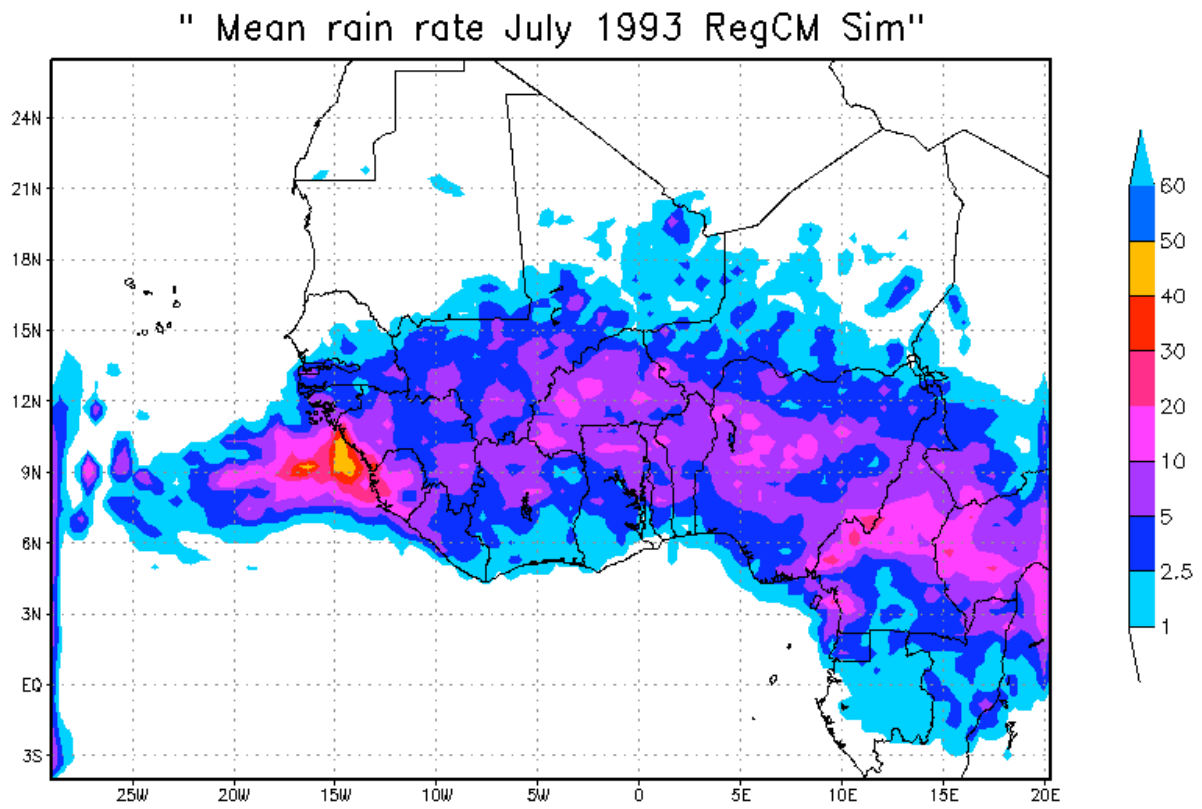 " Mean rain rate July 1993 RegCM Sim"
24N
21N
18N
15N
12N
9N
6N
3N
EQ
3S
25W 20W 15W 10W 5W 0 5E 10E 15E 20E
60
50
40
30
20
10
5
2.5
1